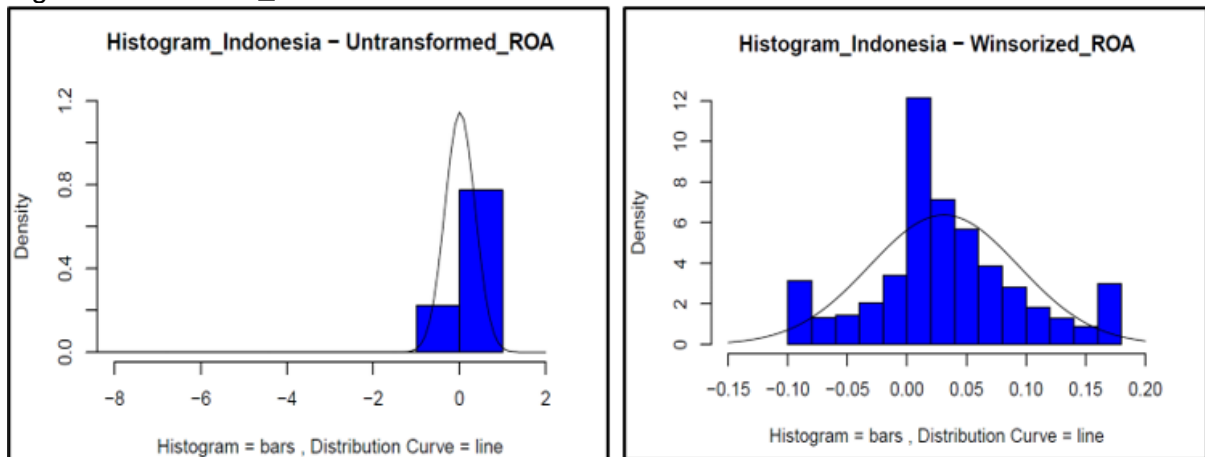 Histogram_Indonesia – Untransformed_ROA
1.2
0.8
0.4
0.0
Density
−8 −6 −4 −2 0 2
Histogram = bars , Distribution Curve = line
Histogram_Indonesia – Winsorized_ROA
12
10
8
6
4
2
0
Density
−0.15 −0.10 −0.05 0.00 0.05 0.10 0.15 0.20
Histogram = bars , Distribution Curve = line